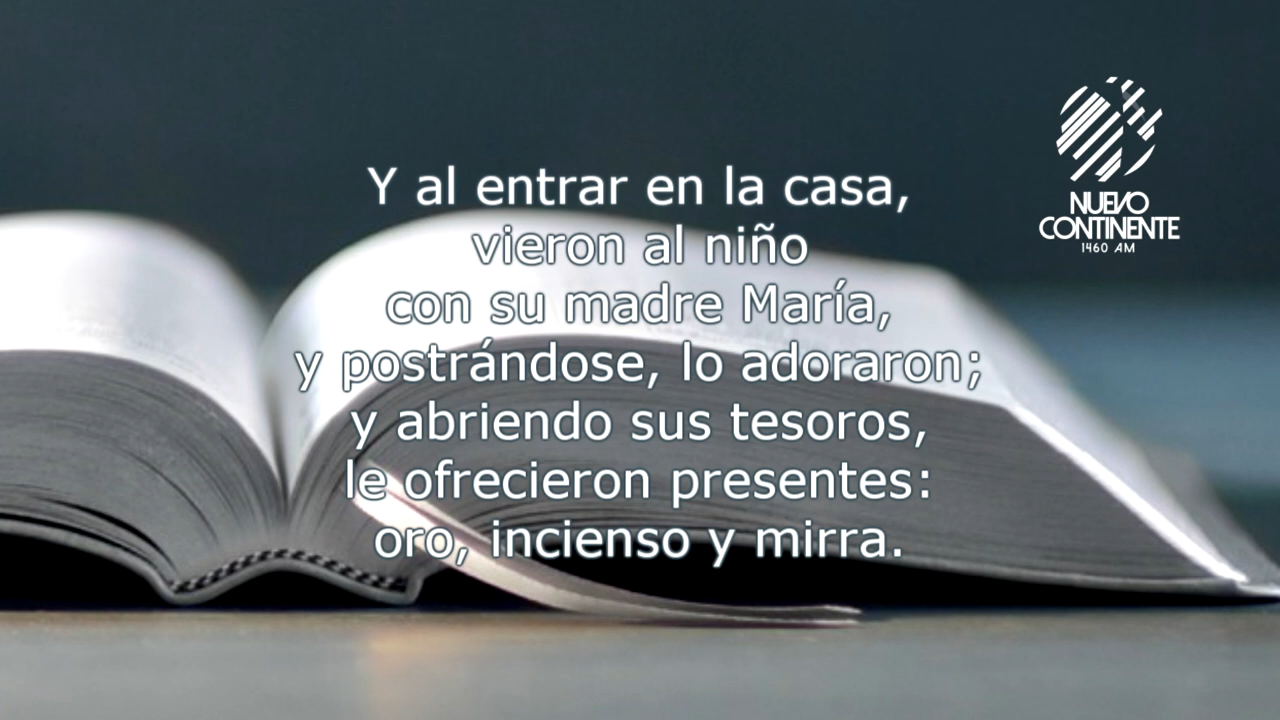 Y al entrar en la casa,
vieron al niño
con su madre María,
y postrándose, lo adoraron;
y abriendo sus tesoros,
le ofrecieron presentes:
oro, incienso y mirra.
NUEVO
CONTINENTE
1460 AM